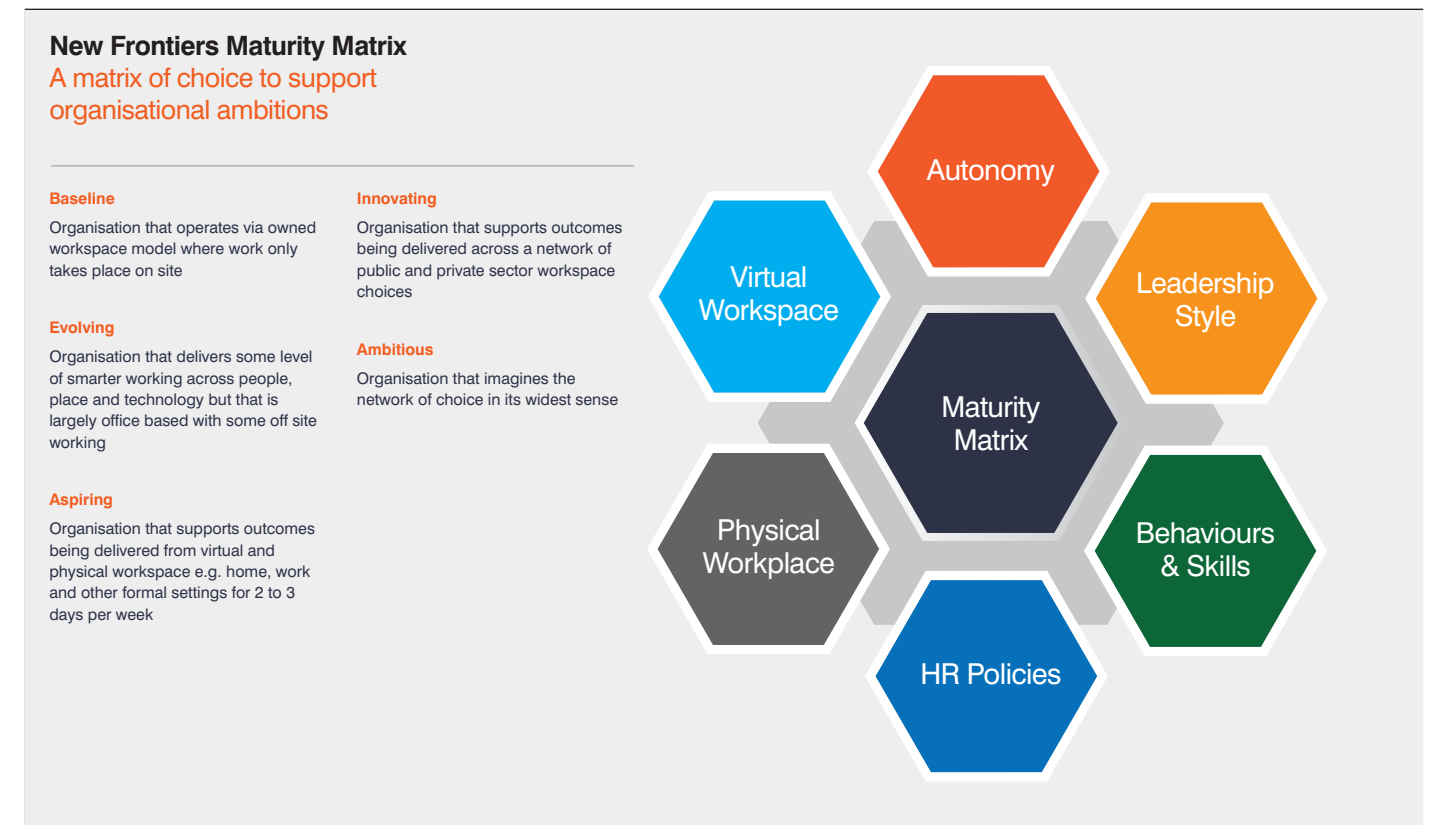 New Frontiers Maturity Matrix
A matrix of choice to support
organisational ambitions
Baseline
Organisation that operates via owned
workspace model where work only
takes place on site
Evolving
Organisation that delivers some level
of smarter working across people,
place and technology but that is
largely office based with some off site
working
Aspiring
Organisation that supports outcomes
being delivered from virtual and
physical workspace e.g. home, work
and other formal settings for 2 to 3
days per week
Innovating
Organisation that supports outcomes
being delivered across a network of
public and private sector workspace
choices
Ambitious
Organisation that imagines the
network of choice in its widest sense
Autonomy
Leadership
Style
Behaviours
& Skills
HR Policies
Physical
Workplace
Virtual
Workspace
Maturity
Matrix